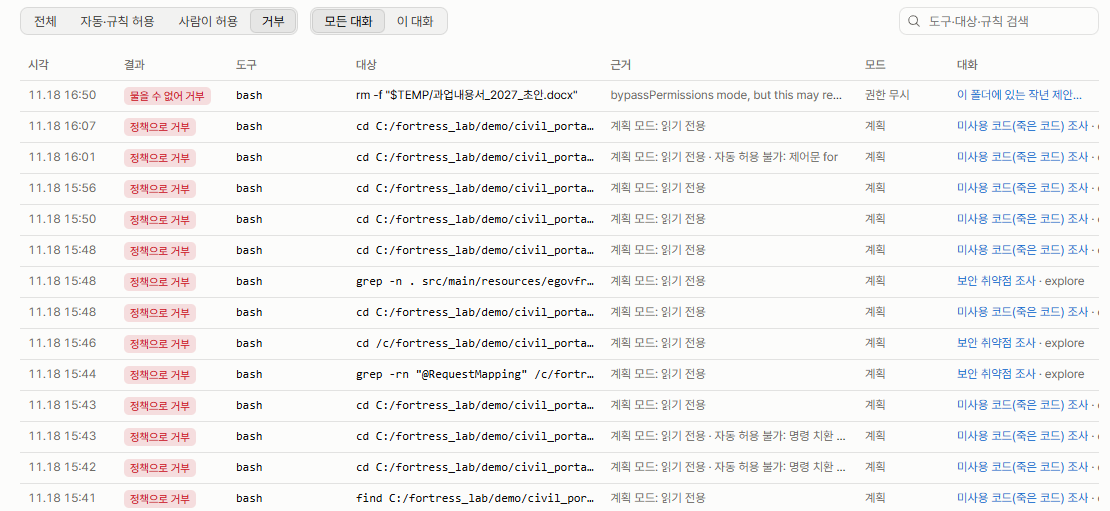 전체 자동·규칙 허용 사람이 허용 거부 모든 대화 이 대화 도구·대상·규칙 검색
시각 결과 도구 대상 근거 모드 대화
11.18 16:50 물을 수 없어 거부 bash rm -f "$TEMP/과업내용서_2027_초안.docx" bypassPermissions mode, but this may re... 권한 무시 이 폴더에 있는 작년 제안...
11.18 16:07 정책으로 거부 bash cd C:/fortress_lab/demo/civil_porta... 계획 모드: 읽기 전용 계획 미사용 코드(죽은 코드) 조사 ·
11.18 16:01 정책으로 거부 bash cd C:/fortress_lab/demo/civil_porta... 계획 모드: 읽기 전용 · 자동 허용 불가: 제어문 for 계획 미사용 코드(죽은 코드) 조사 ·
11.18 15:56 정책으로 거부 bash cd C:/fortress_lab/demo/civil_porta... 계획 모드: 읽기 전용 계획 미사용 코드(죽은 코드) 조사 ·
11.18 15:50 정책으로 거부 bash cd C:/fortress_lab/demo/civil_porta... 계획 모드: 읽기 전용 계획 미사용 코드(죽은 코드) 조사 ·
11.18 15:48 정책으로 거부 bash cd C:/fortress_lab/demo/civil_porta... 계획 모드: 읽기 전용 계획 미사용 코드(죽은 코드) 조사 ·
11.18 15:48 정책으로 거부 bash grep -n . src/main/resources/egovfr... 계획 모드: 읽기 전용 계획 보안 취약점 조사 · explore
11.18 15:48 정책으로 거부 bash cd C:/fortress_lab/demo/civil_porta... 계획 모드: 읽기 전용 계획 미사용 코드(죽은 코드) 조사 ·
11.18 15:46 정책으로 거부 bash cd /c/fortress_lab/demo/civil_porta... 계획 모드: 읽기 전용 계획 보안 취약점 조사 · explore
11.18 15:44 정책으로 거부 bash grep -rn "@RequestMapping" /c/fortr... 계획 모드: 읽기 전용 계획 보안 취약점 조사 · explore
11.18 15:43 정책으로 거부 bash cd C:/fortress_lab/demo/civil_porta... 계획 모드: 읽기 전용 계획 미사용 코드(죽은 코드) 조사 ·
11.18 15:43 정책으로 거부 bash cd C:/fortress_lab/demo/civil_porta... 계획 모드: 읽기 전용 · 자동 허용 불가: 명령 치환 ... 계획 미사용 코드(죽은 코드) 조사 ·
11.18 15:42 정책으로 거부 bash cd C:/fortress_lab/demo/civil_porta... 계획 모드: 읽기 전용 · 자동 허용 불가: 명령 치환 ... 계획 미사용 코드(죽은 코드) 조사 ·
11.18 15:41 정책으로 거부 bash find C:/fortress_lab/demo/civil_por... 계획 모드: 읽기 전용 계획 미사용 코드(죽은 코드) 조사 ·